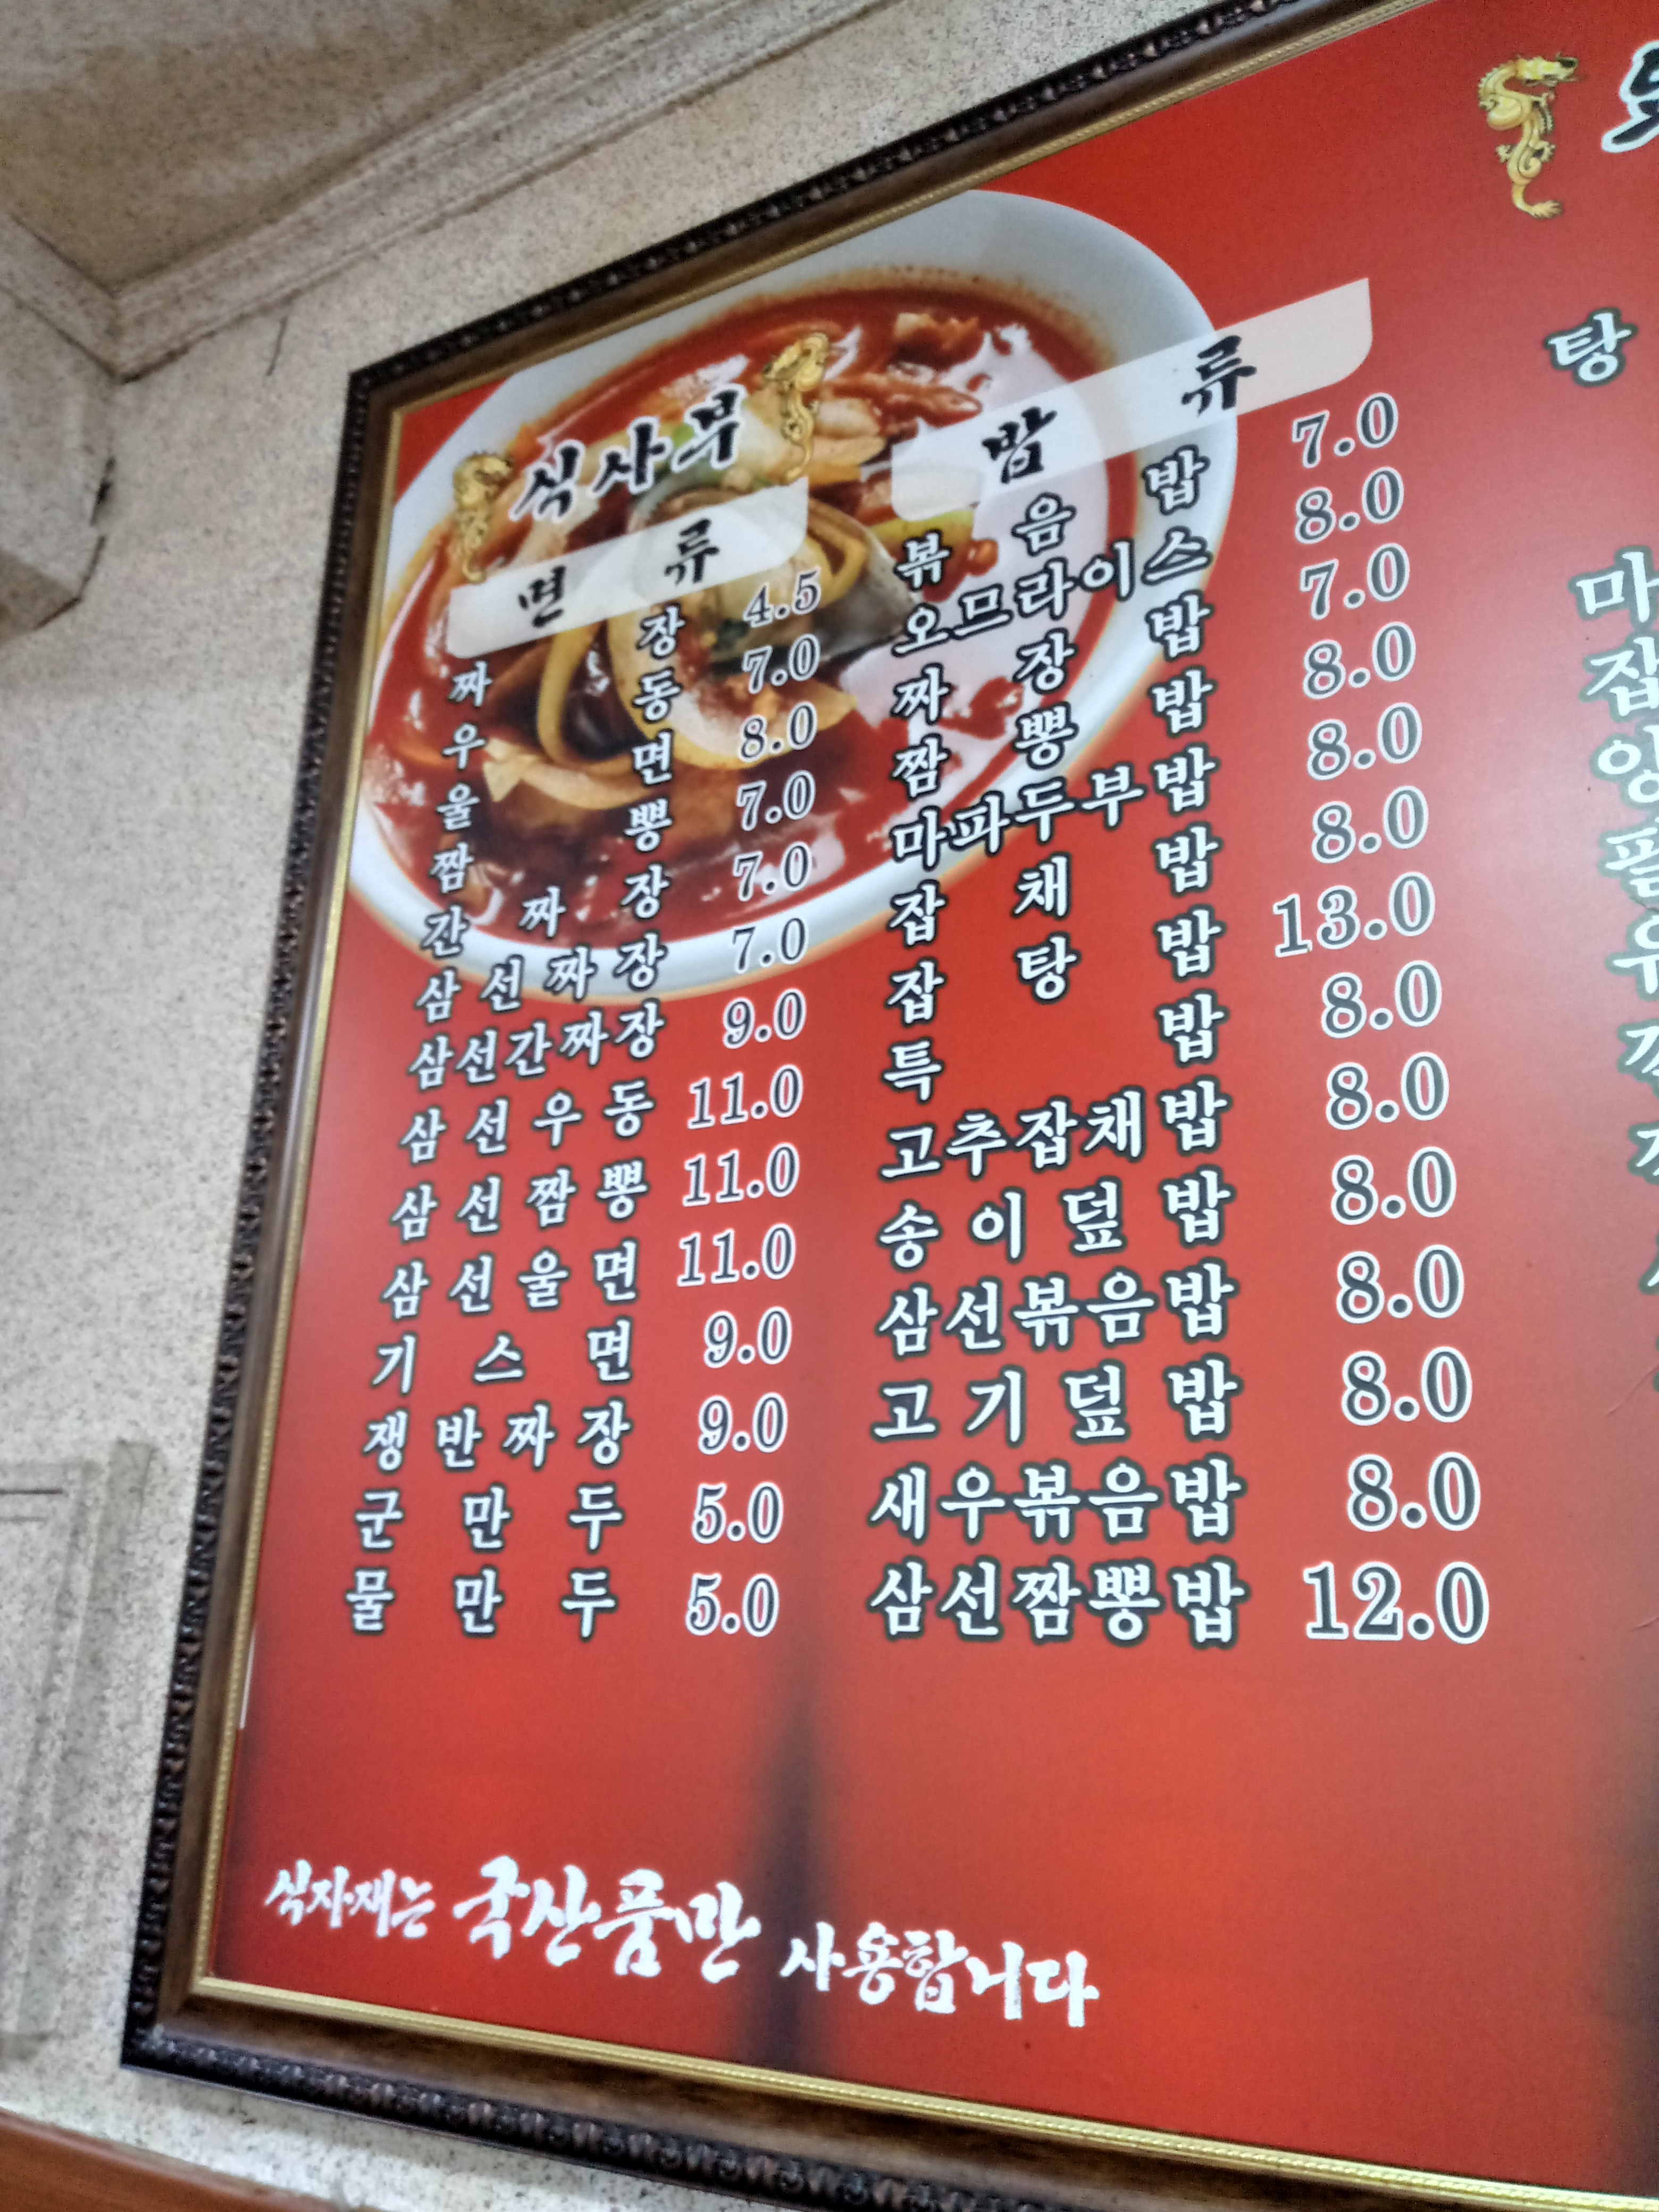 식사부
면 류
짜 장 4.5
우 동 7.0
울 면 8.0
짬 뽕 7.0
간 짜 장 7.0
삼 선 짜 장 7.0
삼선간짜장 9.0
삼 선 우 동 11.0
삼 선 짬 뽕 11.0
삼 선 울 면 11.0
기 스 면 9.0
쟁 반 짜 장 9.0
군 만 두 5.0
물 만 두 5.0
밥 류
볶 음 밥 7.0
오므라이스 8.0
짜 장 밥 7.0
짬 뽕 밥 8.0
마파두부밥 8.0
잡 채 밥 8.0
잡 탕 밥 13.0
특 밥 8.0
고추잡채밥 8.0
송 이 덮 밥 8.0
삼선볶음밥 8.0
고 기 덮 밥 8.0
새우볶음밥 8.0
삼선짬뽕밥 12.0
탕
마
잡
식자재는 국산품만 사용합니다